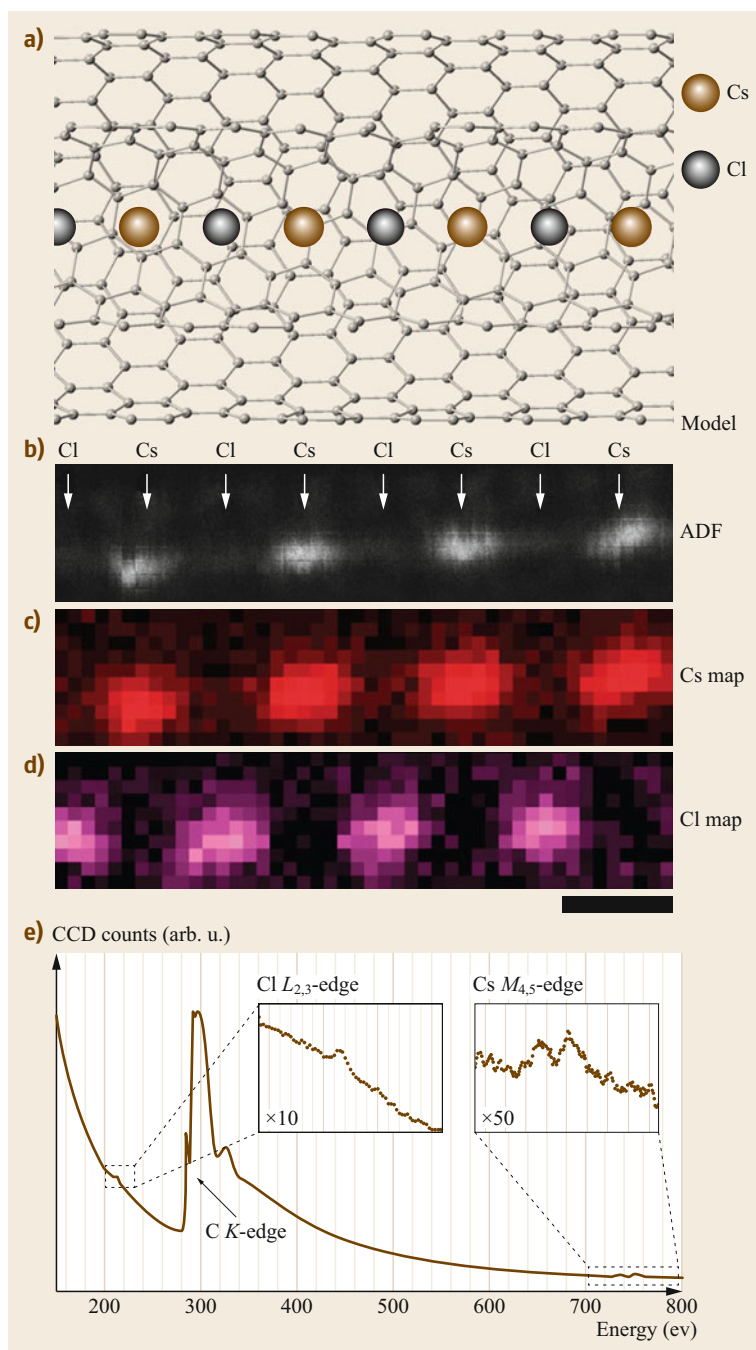 a)
Cs
Cl
Model
b) Cl Cs Cl Cs Cl Cs Cl Cs
ADF
c)
Cs map
d)
Cl map
e) CCD counts (arb. u.)
Cl L2,3-edge Cs M4,5-edge
×10 ×50
C K-edge
200 300 400 500 600 700 800
Energy (ev)